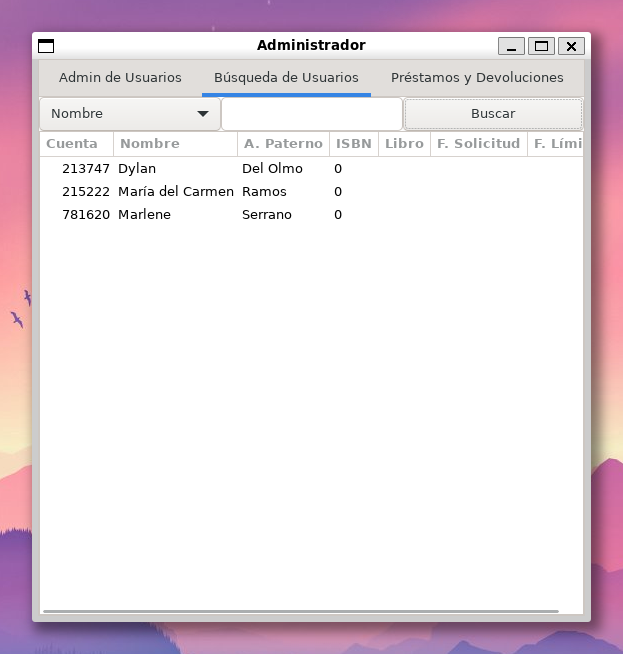 Administrador
Admin de Usuarios Búsqueda de Usuarios Préstamos y Devoluciones
Nombre Buscar
Cuenta Nombre A. Paterno ISBN Libro F. Solicitud F. Lími
213747 Dylan Del Olmo 0
215222 María del Carmen Ramos 0
781620 Marlene Serrano 0